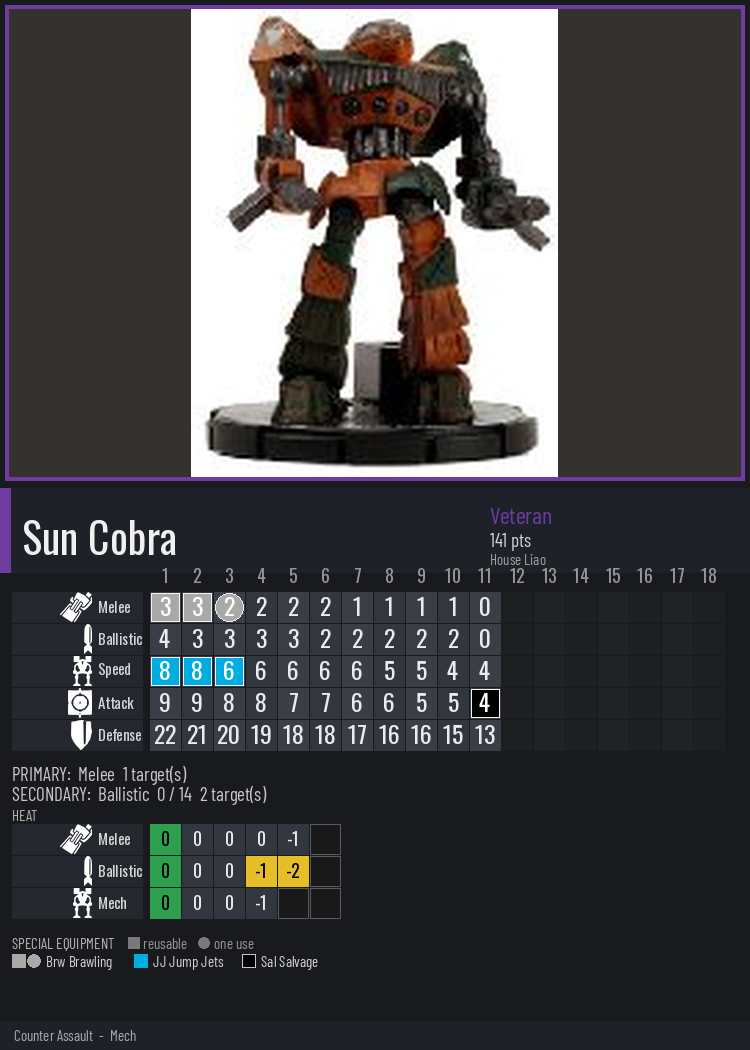 Sun Cobra
Veteran
141 pts
House Liao
1 2 3 4 5 6 7 8 9 10 11 12 13 14 15 16 17 18
Melee 3 3 2 2 2 2 1 1 1 1 0
Ballistic 4 3 3 3 3 2 2 2 2 2 0
Speed 8 8 6 6 6 6 6 5 5 4 4
Attack 9 9 8 8 7 7 6 6 5 5 4
Defense 22 21 20 19 18 18 17 16 16 15 13
PRIMARY: Melee 1 target(s)
SECONDARY: Ballistic 0 / 14 2 target(s)
HEAT
Melee 0 0 0 0 -1
Ballistic 0 0 0 -1 -2
Mech 0 0 0 -1
SPECIAL EQUIPMENT reusable one use
Brw Brawling JJ Jump Jets Sal Salvage
Counter Assault - Mech